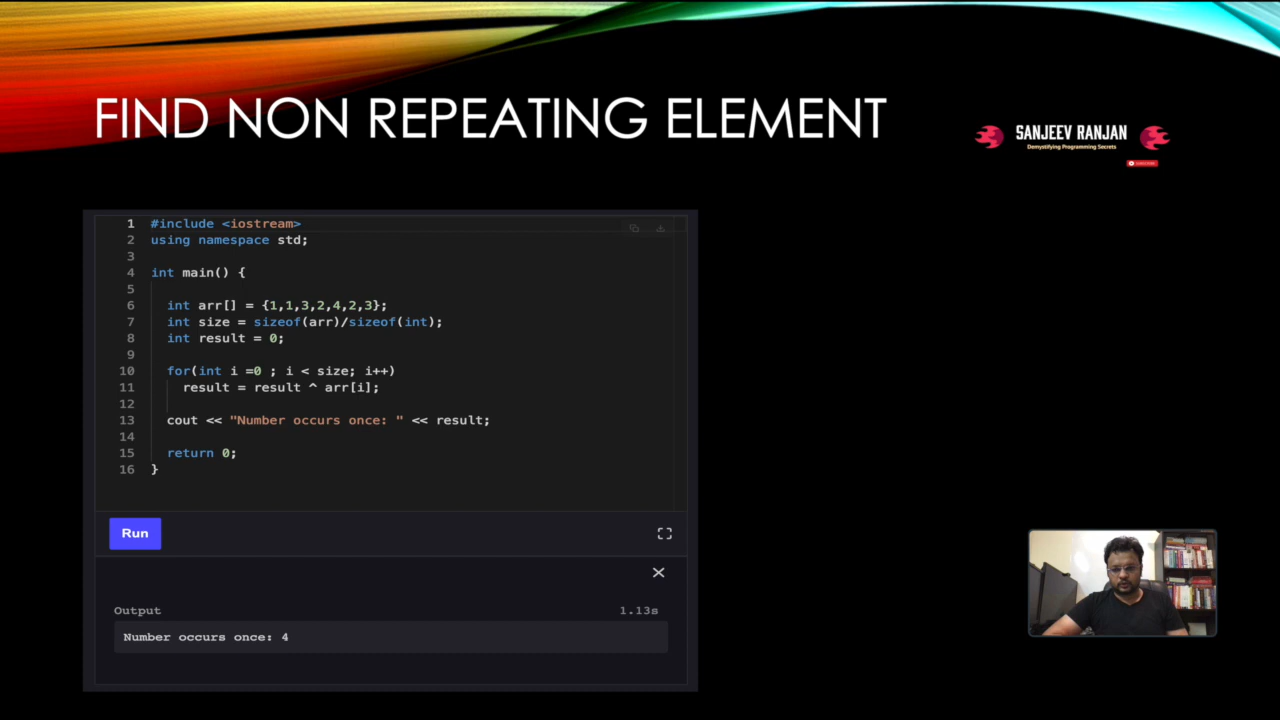 FIND NON REPEATING ELEMENT
SANJEEV RANJAN
Demystifying Programming Secrets
SUBSCRIBE
1 #include <iostream>
2 using namespace std;
3
4 int main() {
5
6 int arr[] = {1,1,3,2,4,2,3};
7 int size = sizeof(arr)/sizeof(int);
8 int result = 0;
9
10 for(int i =0 ; i < size; i++)
11 result = result ^ arr[i];
12
13 cout << "Number occurs once: " << result;
14
15 return 0;
16 }
Run
Output 1.13s
Number occurs once: 4